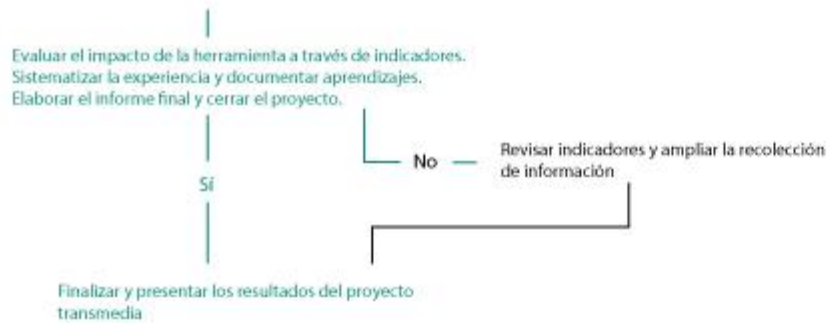 Evaluar el impacto de la herramienta a través de indicadores.
Sistematizar la experiencia y documentar aprendizajes.
Elaborar el informe final y cerrar el proyecto.
No
Revisar indicadores y ampliar la recolección
de información
Sí
Finalizar y presentar los resultados del proyecto
transmedia